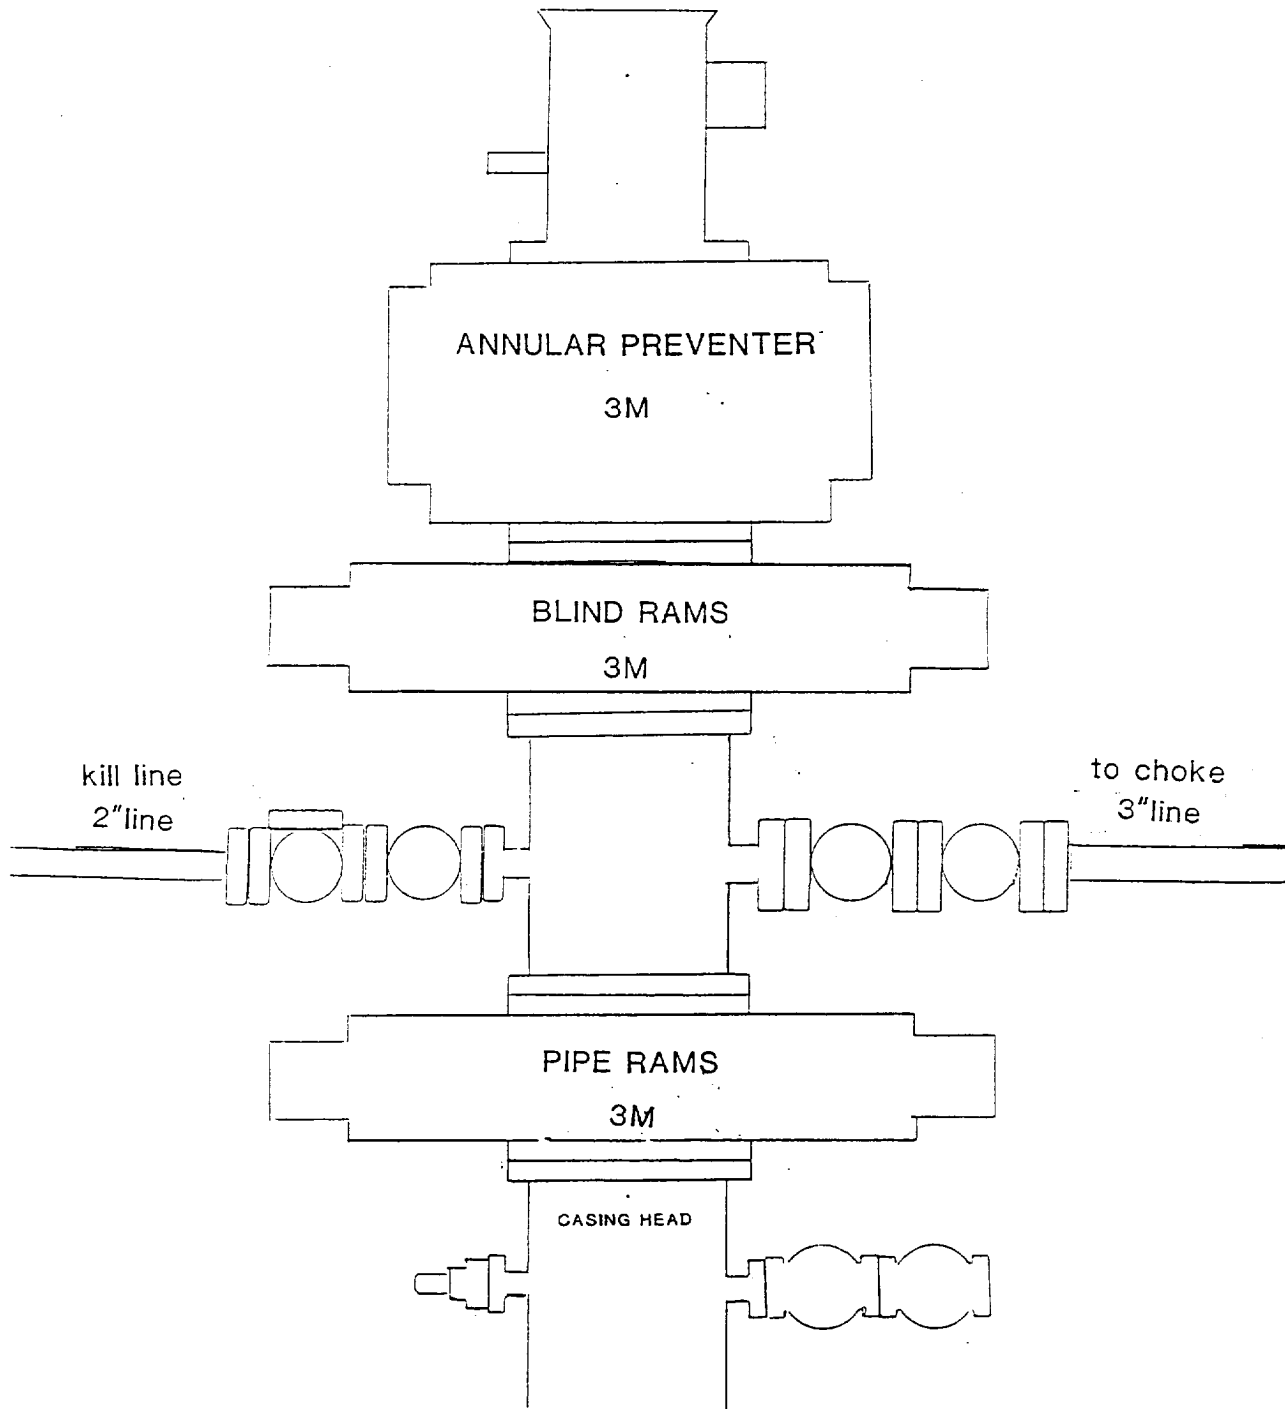 ANNULAR PREVENTER
3M
BLIND RAMS
3M
kill line
2"line
to choke
3"line
PIPE RAMS
3M
CASING HEAD